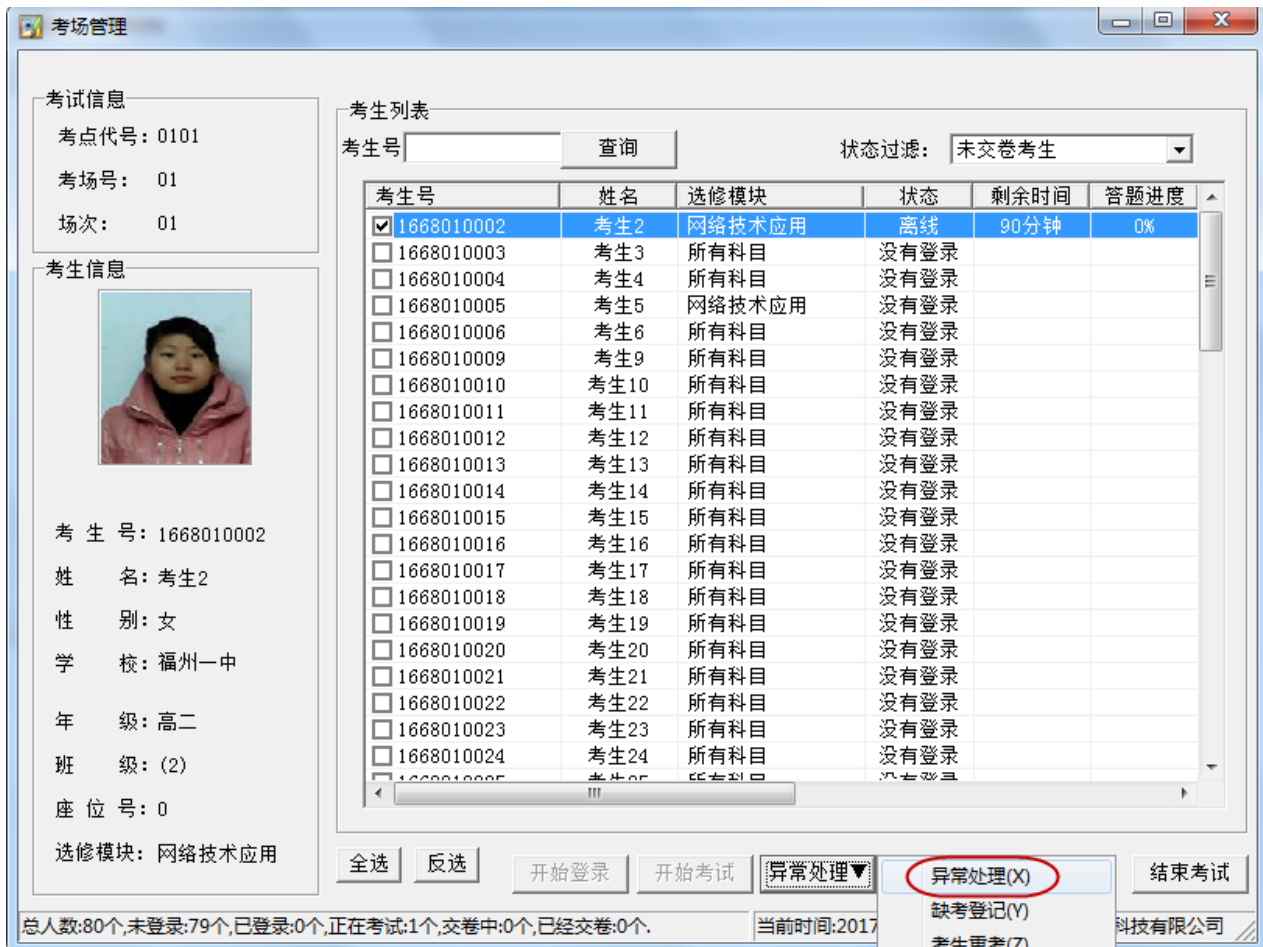 考场管理
考试信息
考点代号: 0101
考场号: 01
场次: 01
考生信息
考 生 号: 1668010002
姓 名: 考生2
性 别: 女
学 校: 福州一中
年 级: 高二
班 级: (2)
座 位 号: 0
选修模块: 网络技术应用
考生列表
考生号 查询 状态过滤: 未交卷考生
考生号 姓名 选修模块 状态 剩余时间 答题进度
1668010002 考生2 网络技术应用 离线 90分钟 0%
1668010003 考生3 所有科目 没有登录
1668010004 考生4 所有科目 没有登录
1668010005 考生5 网络技术应用 没有登录
1668010006 考生6 所有科目 没有登录
1668010009 考生9 所有科目 没有登录
1668010010 考生10 所有科目 没有登录
1668010011 考生11 所有科目 没有登录
1668010012 考生12 所有科目 没有登录
1668010013 考生13 所有科目 没有登录
1668010014 考生14 所有科目 没有登录
1668010015 考生15 所有科目 没有登录
1668010016 考生16 所有科目 没有登录
1668010017 考生17 所有科目 没有登录
1668010018 考生18 所有科目 没有登录
1668010019 考生19 所有科目 没有登录
1668010020 考生20 所有科目 没有登录
1668010021 考生21 所有科目 没有登录
1668010022 考生22 所有科目 没有登录
1668010023 考生23 所有科目 没有登录
1668010024 考生24 所有科目 没有登录
全选 反选 开始登录 开始考试 异常处理▼ 结束考试
异常处理(X)
缺考登记(Y)
考生重考(Z)
总人数:80个,未登录:79个,已登录:0个,正在考试:1个,交卷中:0个,已经交卷:0个. 当前时间:2017 科技有限公司